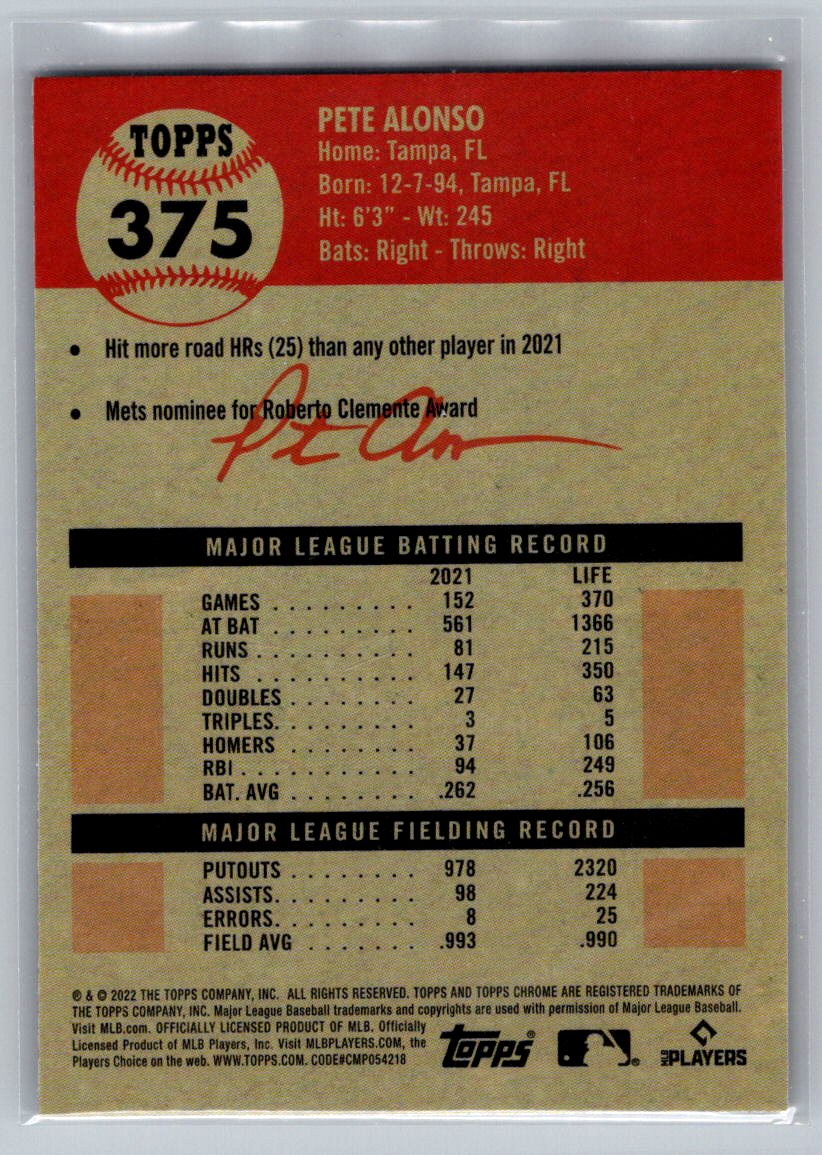 TOPPS
375
PETE ALONSO
Home: Tampa, FL
Born: 12-7-94, Tampa, FL
Ht: 6'3" - Wt: 245
Bats: Right - Throws: Right
• Hit more road HRs (25) than any other player in 2021
• Mets nominee for Roberto Clemente Award
MAJOR LEAGUE BATTING RECORD
2021 LIFE
GAMES . . . . . . . . . 152 370
AT BAT . . . . . . . . . 561 1366
RUNS . . . . . . . . . . 81 215
HITS . . . . . . . . . . 147 350
DOUBLES . . . . . . . . 27 63
TRIPLES. . . . . . . . . 3 5
HOMERS . . . . . . . . 37 106
RBI . . . . . . . . . . . 94 249
BAT. AVG . . . . . . . . .262 .256
MAJOR LEAGUE FIELDING RECORD
PUTOUTS . . . . . . . . 978 2320
ASSISTS. . . . . . . . . 98 224
ERRORS. . . . . . . . . 8 25
FIELD AVG . . . . . . . .993 .990
® & © 2022 THE TOPPS COMPANY, INC. ALL RIGHTS RESERVED. TOPPS AND TOPPS CHROME ARE REGISTERED TRADEMARKS OF
THE TOPPS COMPANY, INC. Major League Baseball trademarks and copyrights are used with permission of Major League Baseball.
Visit MLB.com. OFFICIALLY LICENSED PRODUCT OF MLB. Officially
Licensed Product of MLB Players, Inc. Visit MLBPLAYERS.COM, the
Players Choice on the web. WWW.TOPPS.COM. CODE#CMP054218
topps®
MLB PLAYERS